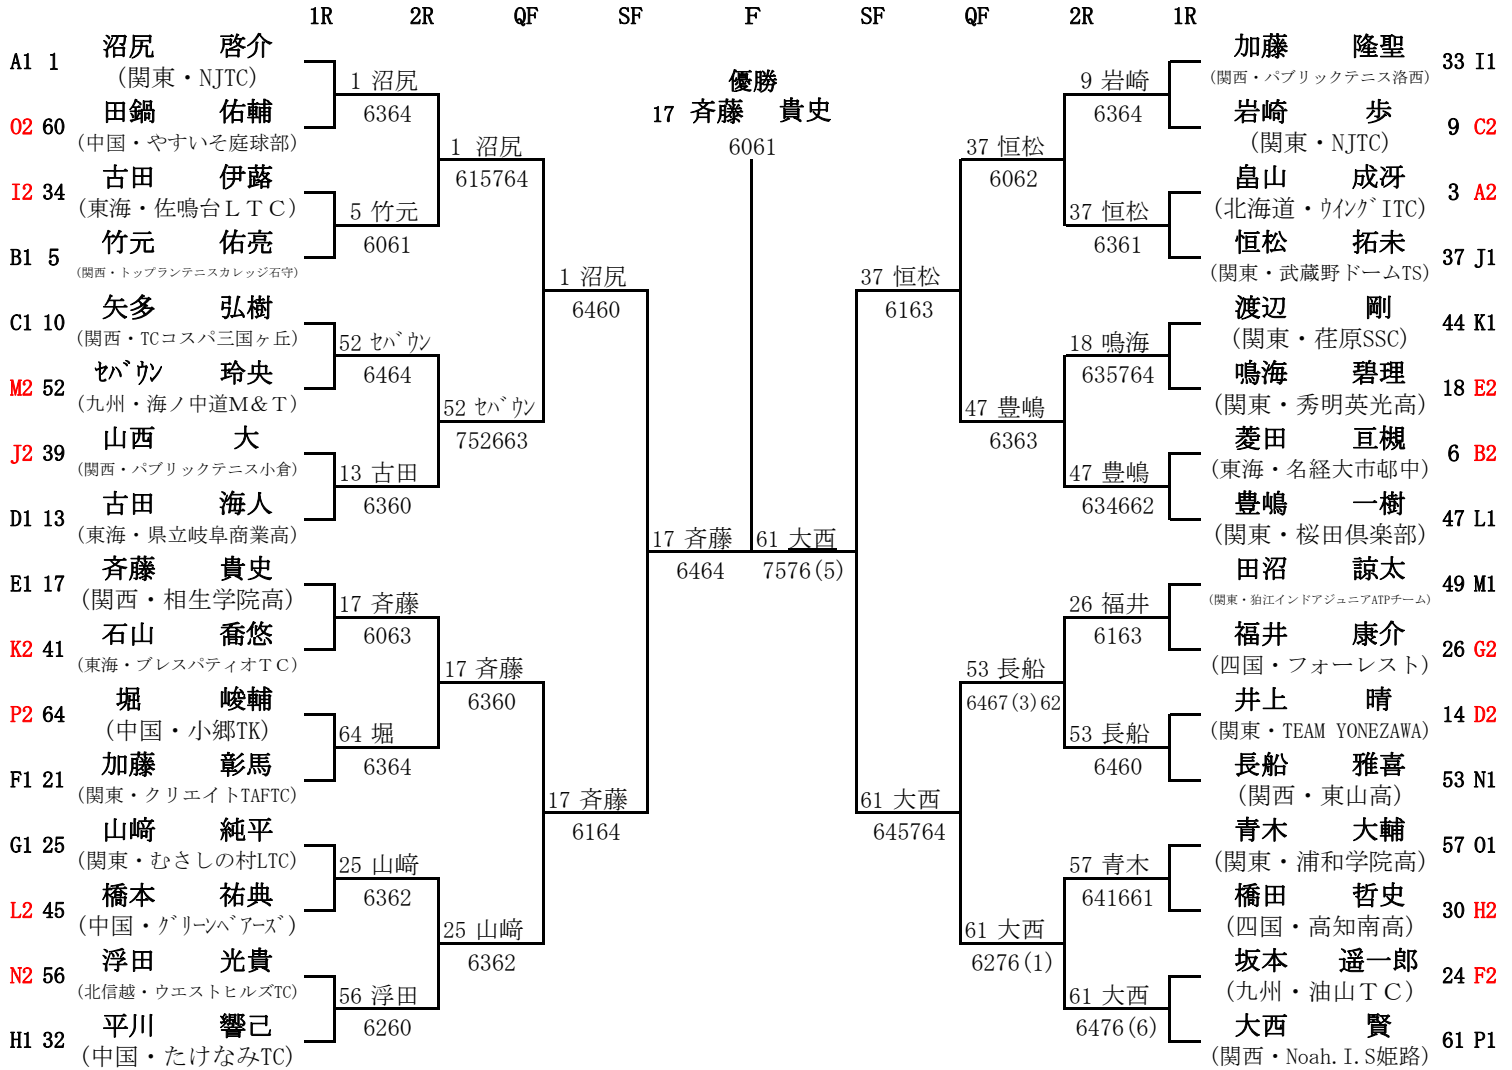 1R 2R QF SF F SF QF 2R 1R
A1 1 沼尻 啓介
(関東・NJTC)
O2 60 田鍋 佑輔
(中国・やすいそ庭球部)
I2 34 古田 伊蕗
(東海・佐鳴台LTC)
B1 5 竹元 佑亮
(関西・トップランテニスカレッジ石守)
C1 10 矢多 弘樹
(関西・TCコスパ三国ヶ丘)
M2 52 セバウン 玲央
(九州・海ノ中道M&T)
J2 39 山西 大
(関西・パブリックテニス小倉)
D1 13 古田 海人
(東海・県立岐阜商業高)
E1 17 斉藤 貴史
(関西・相生学院高)
K2 41 石山 喬悠
(東海・ブレスパティオTC)
P2 64 堀 峻輔
(中国・小郷TK)
F1 21 加藤 彰馬
(関東・クリエイトTAFTC)
G1 25 山﨑 純平
(関東・むさしの村LTC)
L2 45 橋本 祐典
(中国・グリーンベアーズ)
N2 56 浮田 光貴
(北信越・ウエストヒルズTC)
H1 32 平川 響己
(中国・たけなみTC)
1 沼尻
6364
5 竹元
6061
52 セバウン
6464
13 古田
6360
17 斉藤
6063
64 堀
6364
25 山﨑
6362
56 浮田
6260
1 沼尻
615764
52 セバウン
752663
17 斉藤
6360
25 山﨑
6362
1 沼尻
6460
17 斉藤
6164
17 斉藤
6464
優勝
17 斉藤 貴史
6061
61 大西
7576(5)
37 恒松
6163
61 大西
645764
37 恒松
6062
47 豊嶋
6363
53 長船
6467(3)62
61 大西
6276(1)
9 岩崎
6364
37 恒松
6361
18 鳴海
635764
47 豊嶋
634662
26 福井
6163
53 長船
6460
57 青木
641661
61 大西
6476(6)
加藤 隆聖 33 I1
(関西・パブリックテニス洛西)
岩崎 歩 9 C2
(関東・NJTC)
畠山 成冴 3 A2
(北海道・ウイングITC)
恒松 拓未 37 J1
(関東・武蔵野ドームTS)
渡辺 剛 44 K1
(関東・荏原SSC)
鳴海 碧理 18 E2
(関東・秀明英光高)
菱田 亘槻 6 B2
(東海・名経大市邨中)
豊嶋 一樹 47 L1
(関東・桜田倶楽部)
田沼 諒太 49 M1
(関東・狛江インドアジュニアATPチーム)
福井 康介 26 G2
(四国・フォーレスト)
井上 晴 14 D2
(関東・TEAM YONEZAWA)
長船 雅喜 53 N1
(関西・東山高)
青木 大輔 57 O1
(関東・浦和学院高)
橋田 哲史 30 H2
(四国・高知南高)
坂本 遥一郎 24 F2
(九州・油山TC)
大西 賢 61 P1
(関西・Noah.I.S姫路)